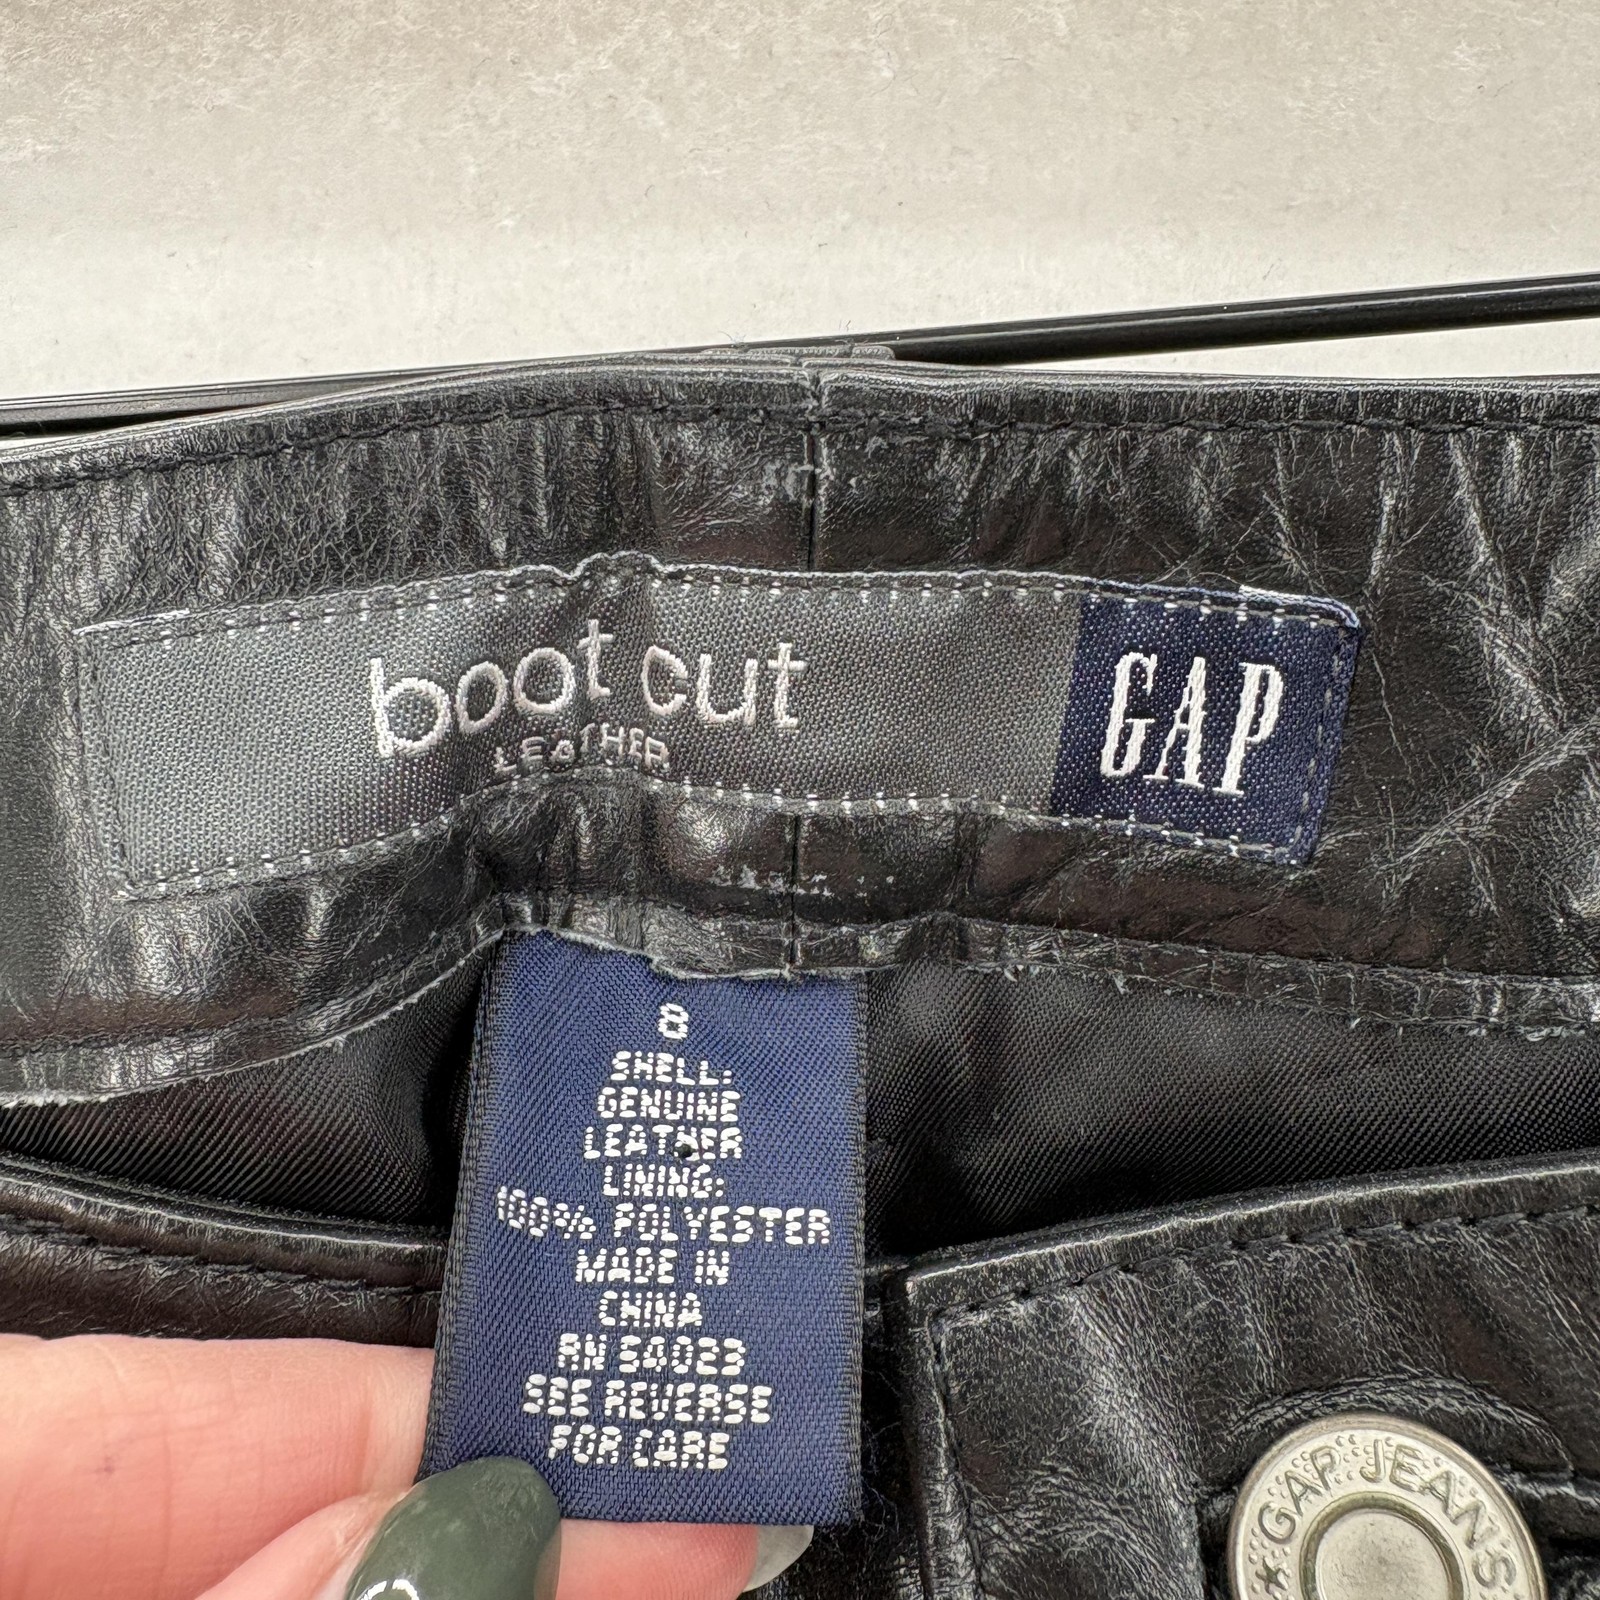 boot cut
LEATHER
GAP
8
SHELL:
GENUINE
LEATHER
LINING:
100% POLYESTER
MADE IN
CHINA
RN 54023
SEE REVERSE
FOR CARE
★ GAP JEANS